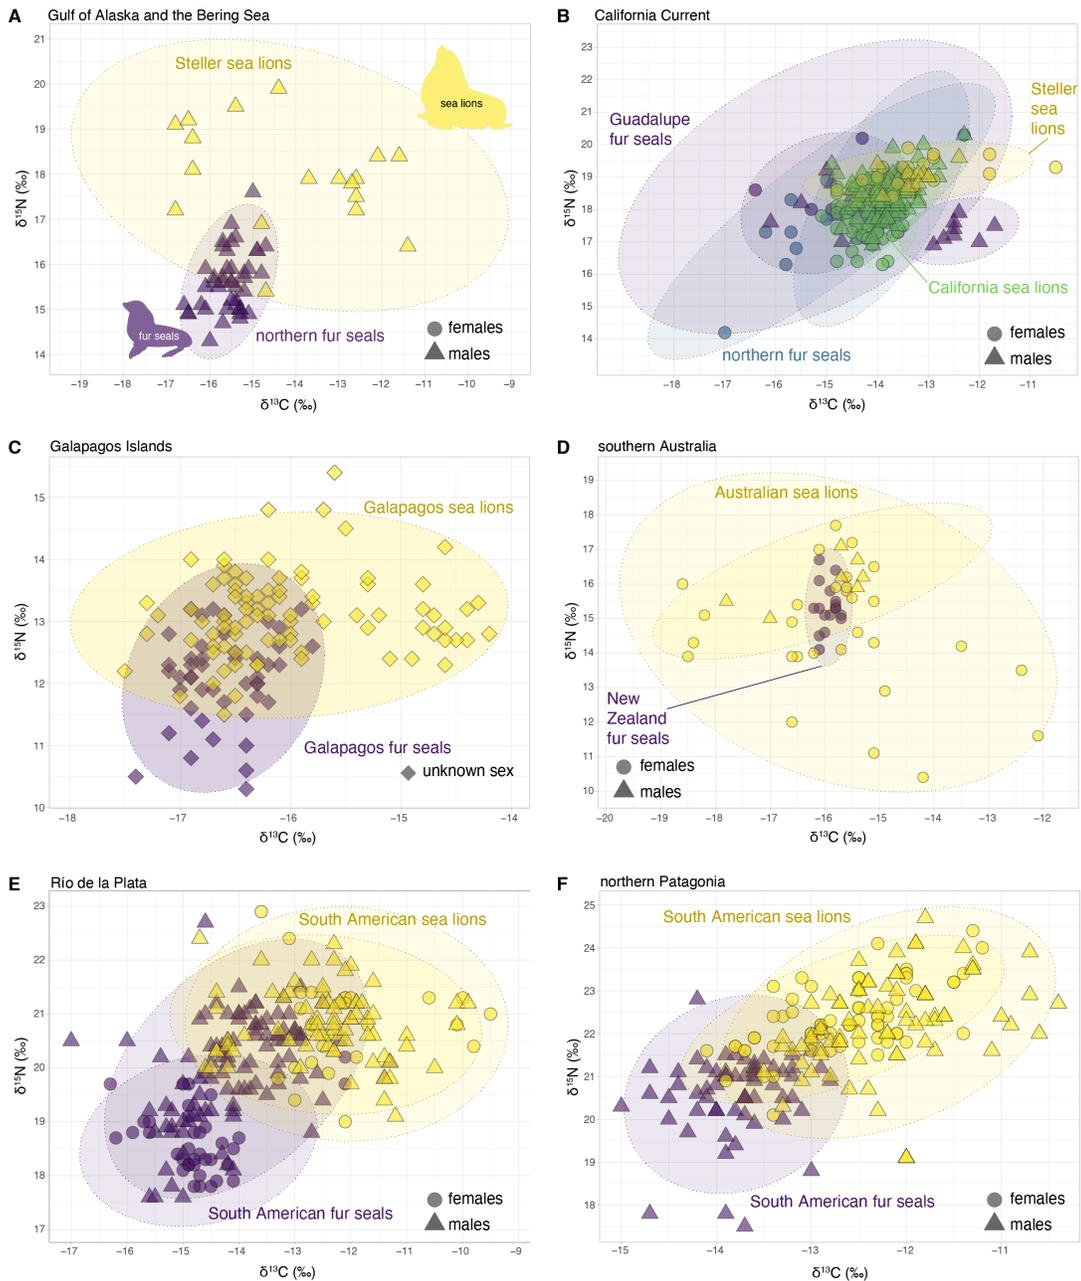 A Gulf of Alaska and the Bering Sea
21
20
19
18
17
16
15
14
δ¹⁵N (‰)
Steller sea lions
sea lions
fur seals
northern fur seals
females
males
−19 −18 −17 −16 −15 −14 −13 −12 −11 −10 −9
δ¹³C (‰)
B California Current
23
22
21
20
19
18
17
16
15
14
δ¹⁵N (‰)
Guadalupe
fur seals
Steller
sea
lions
California sea lions
northern fur seals
females
males
−18 −17 −16 −15 −14 −13 −12 −11
δ¹³C (‰)
C Galapagos Islands
15
14
13
12
11
10
δ¹⁵N (‰)
Galapagos sea lions
Galapagos fur seals
unknown sex
−18 −17 −16 −15 −14
δ¹³C (‰)
D southern Australia
19
18
17
16
15
14
13
12
11
10
δ¹⁵N (‰)
Australian sea lions
New
Zealand
fur seals
females
males
−20 −19 −18 −17 −16 −15 −14 −13 −12
δ¹³C (‰)
E Río de la Plata
23
22
21
20
19
18
17
δ¹⁵N (‰)
South American sea lions
South American fur seals
females
males
−17 −16 −15 −14 −13 −12 −11 −10 −9
δ¹³C (‰)
F northern Patagonia
25
24
23
22
21
20
19
18
δ¹⁵N (‰)
South American sea lions
South American fur seals
females
males
−15 −14 −13 −12 −11
δ¹³C (‰)